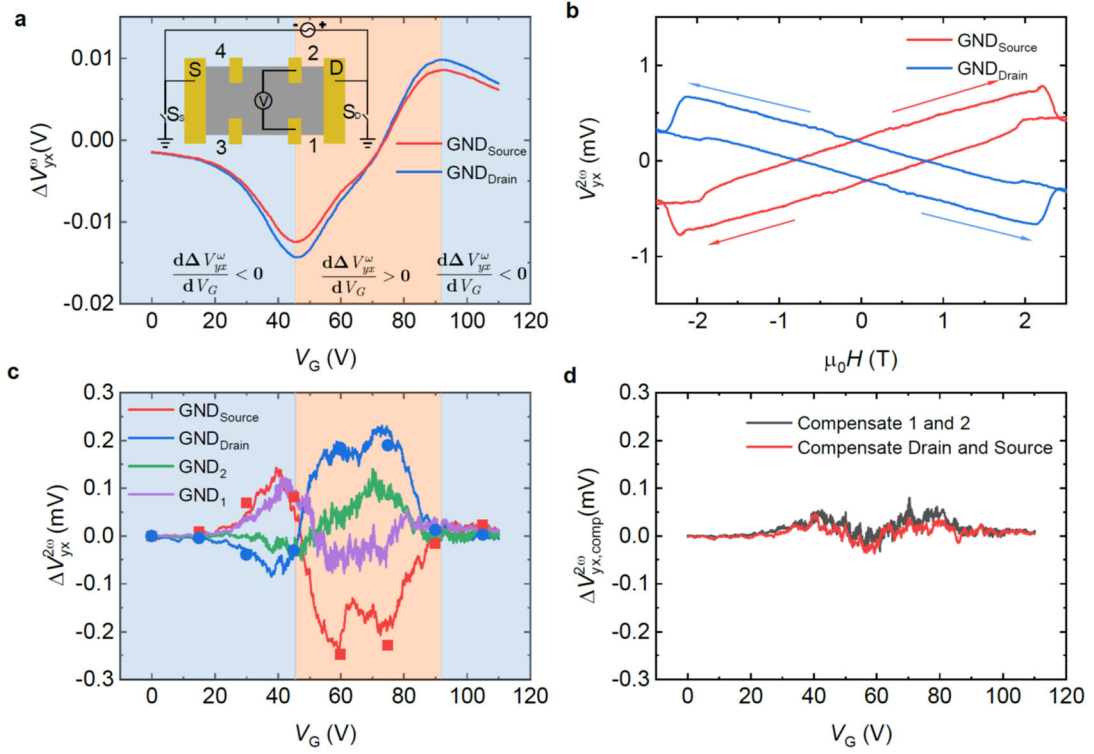 a
ΔV^ω_yx (V)
0.01
0.00
-0.01
-0.02
- +
4 2
S D
V
S_S S_D
3 1
GND_Source
GND_Drain
dΔV^ω_yx/dV_G < 0
dΔV^ω_yx/dV_G > 0
dΔV^ω_yx/dV_G < 0
0 20 40 60 80 100 120
V_G (V)
b
V^2ω_yx (mV)
1
0
-1
GND_Source
GND_Drain
-2 -1 0 1 2
μ₀H (T)
c
ΔV^2ω_yx (mV)
0.3
0.2
0.1
0.0
-0.1
-0.2
-0.3
GND_Source
GND_Drain
GND_2
GND_1
0 20 40 60 80 100 120
V_G (V)
d
ΔV^2ω_yx,comp (mV)
0.3
0.2
0.1
0.0
-0.1
-0.2
-0.3
Compensate 1 and 2
Compensate Drain and Source
0 20 40 60 80 100 120
V_G (V)